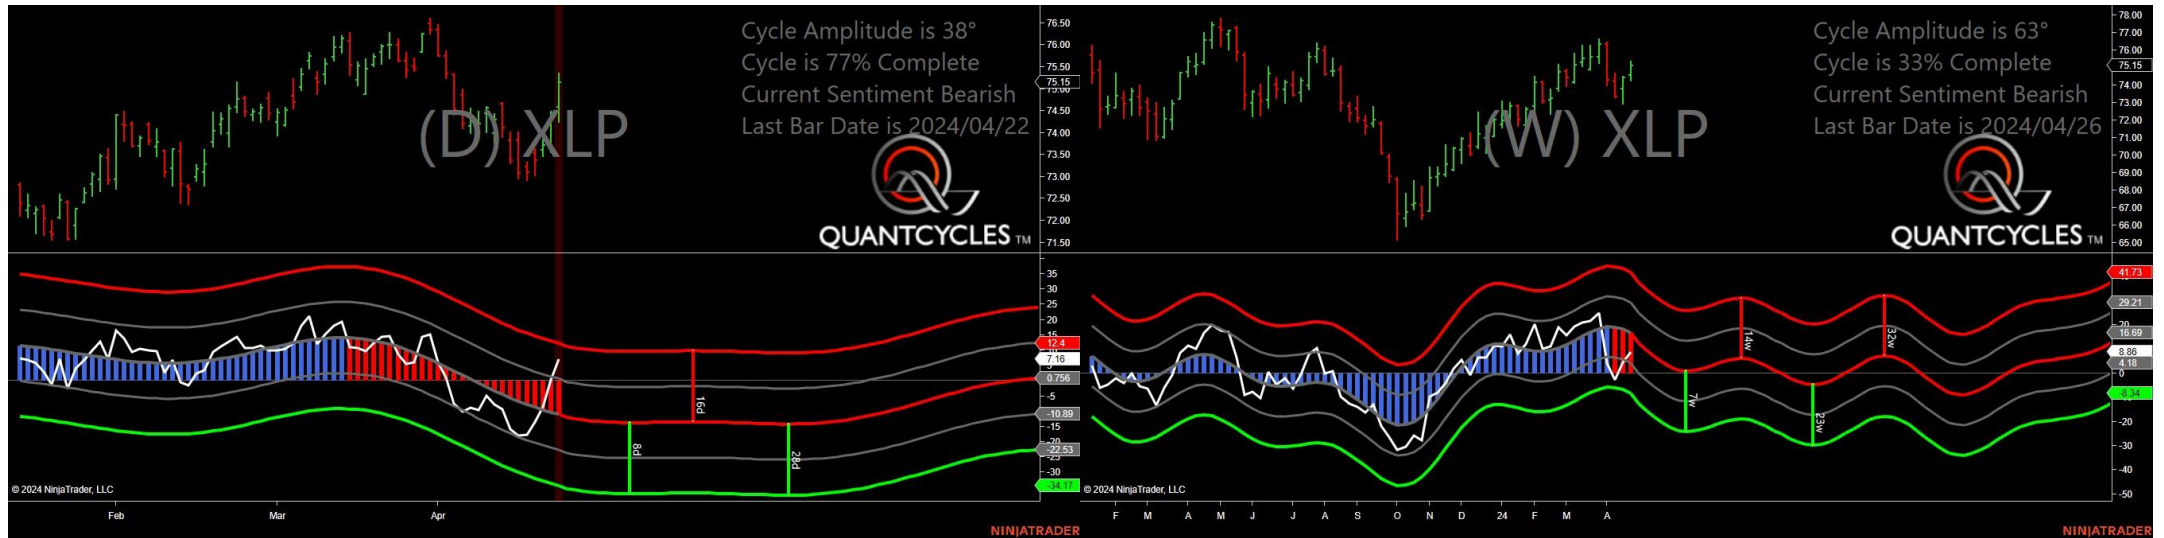 Cycle Amplitude is 38°
Cycle is 77% Complete
Current Sentiment Bearish
Last Bar Date is 2024/04/22
(D) XLP
QUANTCYCLES TM
76.50
76.00
75.50
75.15
75.00
74.50
74.00
73.50
73.00
72.50
72.00
71.50
35
30
25
20
15
12.4
7.16
5
0.756
-5
-10.89
-15
-20
-22.53
-25
-30
-34.17
16d
8d
28d
© 2024 NinjaTrader, LLC
Feb
Mar
Apr
NINJATRADER
Cycle Amplitude is 63°
Cycle is 33% Complete
Current Sentiment Bearish
Last Bar Date is 2024/04/26
(W) XLP
QUANTCYCLES TM
78.00
77.00
76.00
75.15
74.00
73.00
72.00
71.00
70.00
69.00
68.00
67.00
66.00
65.00
41.73
29.21
20
16.69
8.86
4.18
0
-8.34
-20
-30
-40
-50
14w
32w
7w
23w
© 2024 NinjaTrader, LLC
F
M
A
M
J
J
A
S
O
N
D
24
F
M
A
NINJATRADER